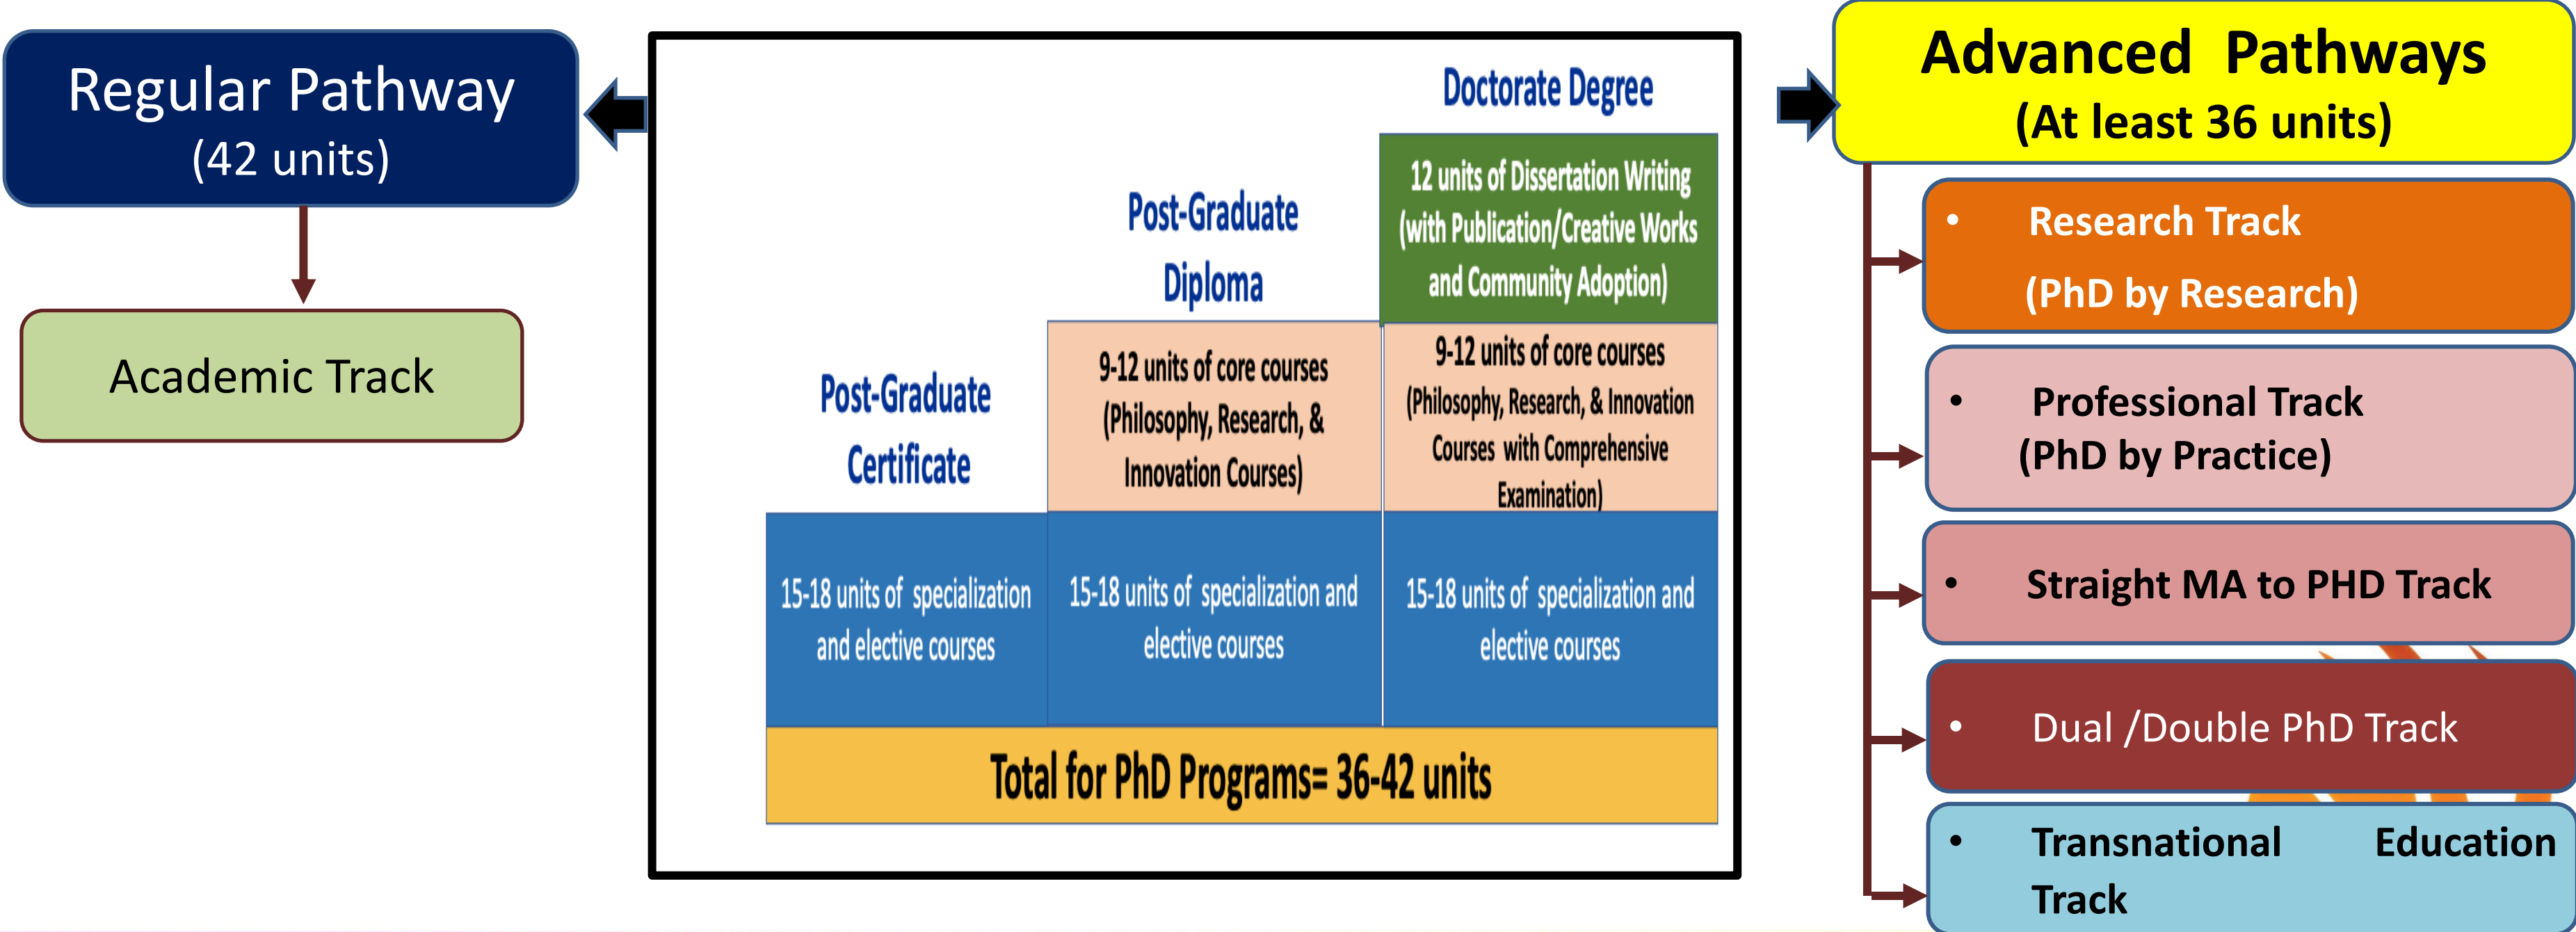 Regular Pathway
(42 units)
Academic Track
Post-Graduate
Certificate
15-18 units of specialization
and elective courses
Post-Graduate
Diploma
9-12 units of core courses
(Philosophy, Research, &
Innovation Courses)
15-18 units of specialization and
elective courses
Doctorate Degree
12 units of Dissertation Writing
(with Publication/Creative Works
and Community Adoption)
9-12 units of core courses
(Philosophy, Research, & Innovation
Courses with Comprehensive
Examination)
15-18 units of specialization and
elective courses
Total for PhD Programs= 36-42 units
Advanced Pathways
(At least 36 units)
• Research Track
(PhD by Research)
• Professional Track
(PhD by Practice)
• Straight MA to PHD Track
• Dual /Double PhD Track
• Transnational Education
Track